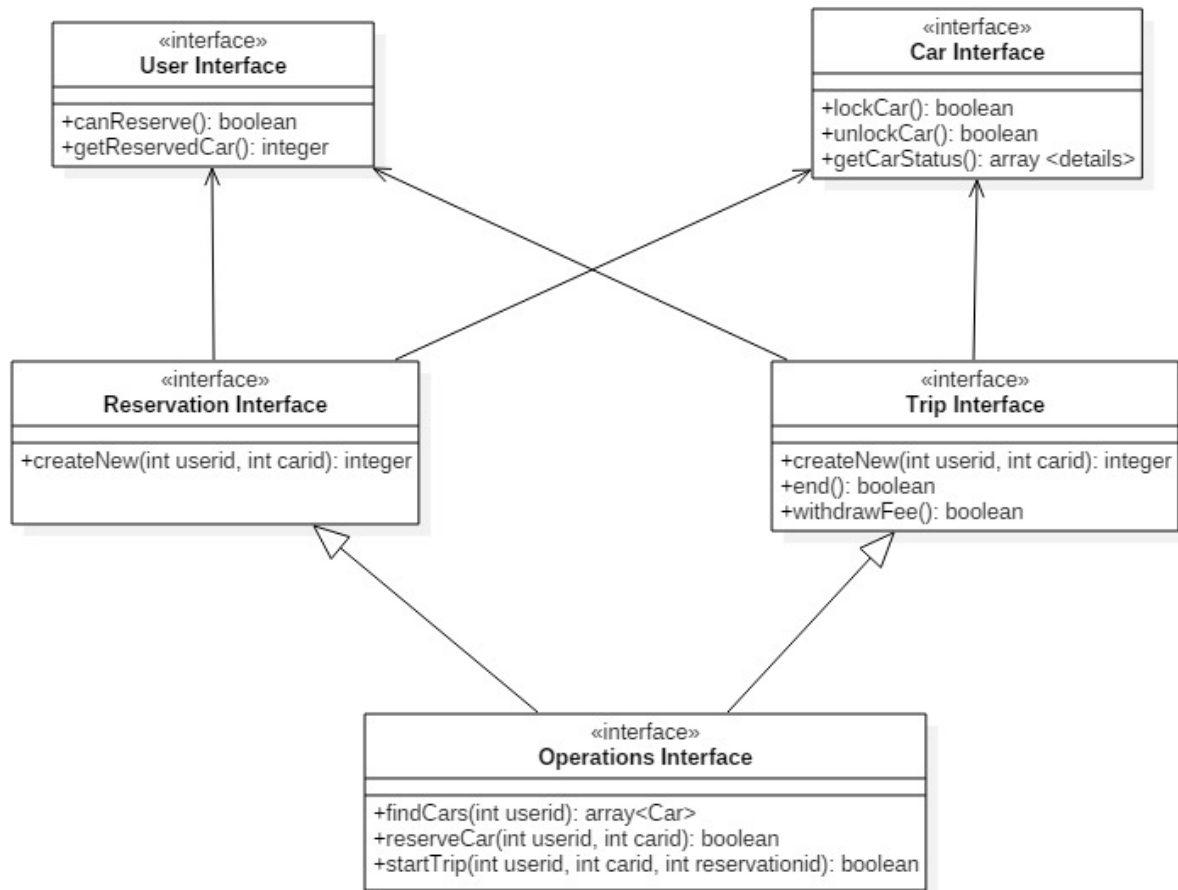 «interface»
User Interface
+canReserve(): boolean
+getReservedCar(): integer
«interface»
Car Interface
+lockCar(): boolean
+unlockCar(): boolean
+getCarStatus(): array <details>
«interface»
Reservation Interface
+createNew(int userid, int carid): integer
«interface»
Trip Interface
+createNew(int userid, int carid): integer
+end(): boolean
+withdrawFee(): boolean
«interface»
Operations Interface
+findCars(int userid): array<Car>
+reserveCar(int userid, int carid): boolean
+startTrip(int userid, int carid, int reservationid): boolean